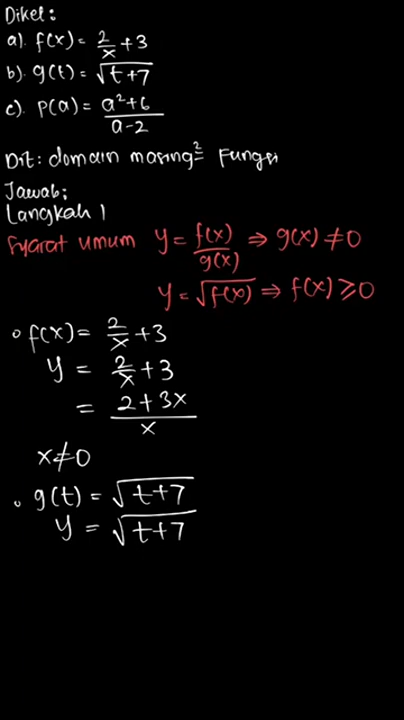 Diket:
a). f(x) = 2/x + 3
b). g(t) = √(t+7)
c). p(a) = (a²+6)/(a-2)
Dit: domain masing² Fungsi
Jawab;
Langkah 1
Syarat umum y = f(x)/g(x) ⇒ g(x) ≠ 0
y = √f(x) ⇒ f(x) ≥ 0
• f(x) = 2/x + 3
y = 2/x + 3
= (2+3x)/x
x ≠ 0
• g(t) = √(t+7)
y = √(t+7)